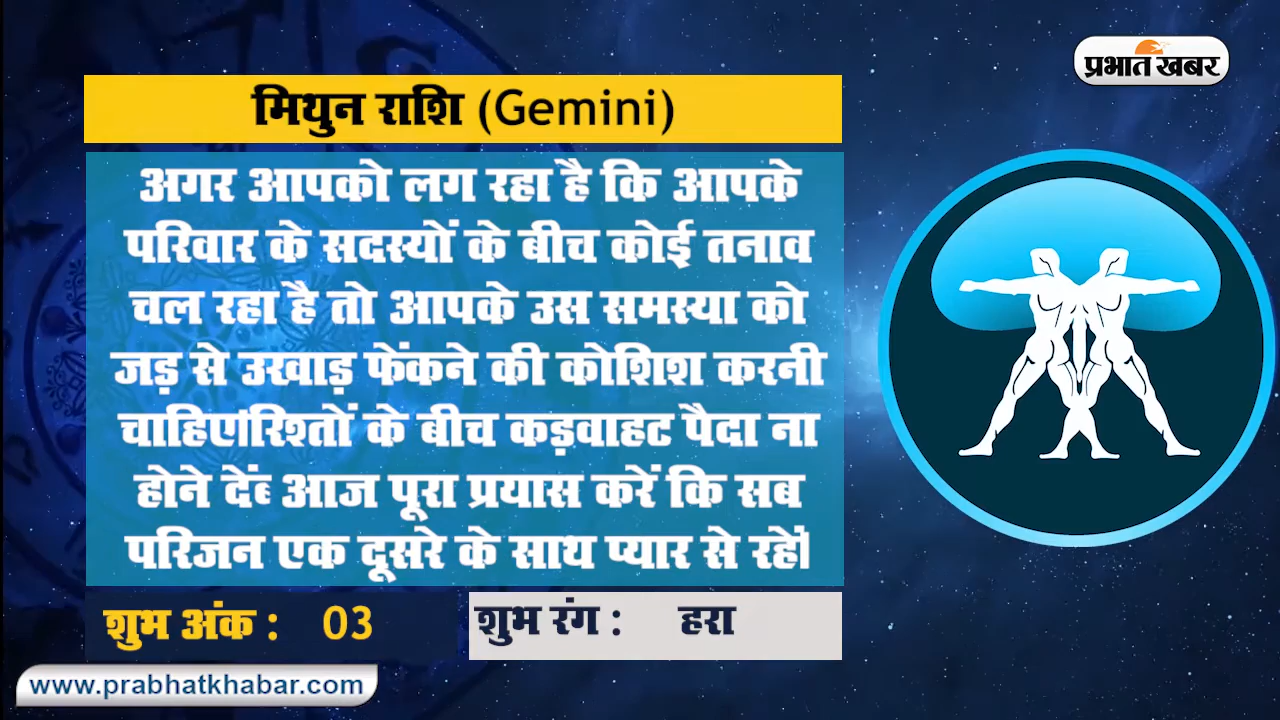 प्रभात खबर
मिथुन राशि (Gemini)
अगर आपको लग रहा है कि आपके
परिवार के सदस्यों के बीच कोई तनाव
चल रहा है तो आपके उस समस्या को
जड़ से उखाड़ फेंकने की कोशिश करनी
चाहिए।रिश्तों के बीच कड़वाहट पैदा ना
होने दें। आज पूरा प्रयास करें कि सब
परिजन एक दूसरे के साथ प्यार से रहें।
शुभ अंक : 03
शुभ रंग : हरा
www.prabhatkhabar.com